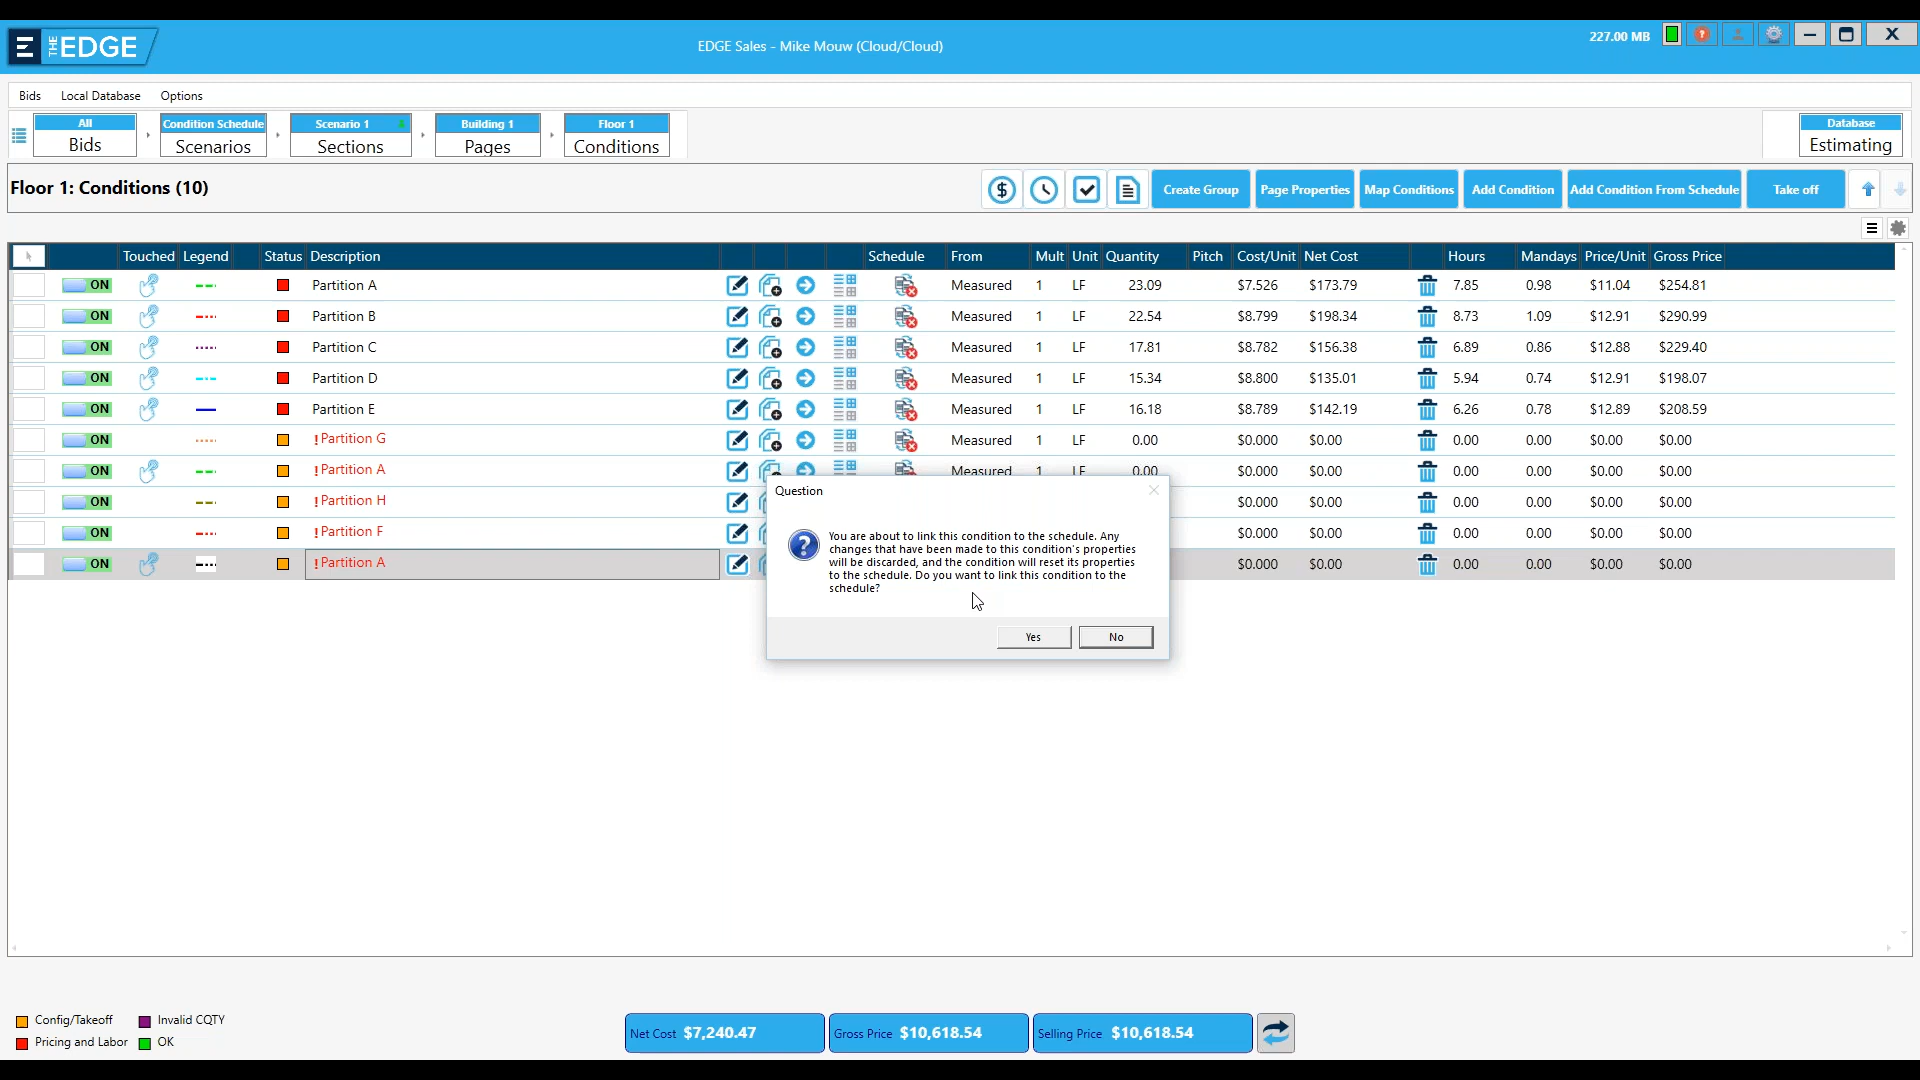 THE EDGE
EDGE Sales - Mike Mouw (Cloud/Cloud)
227.00 MB
Bids Local Database Options
All Bids
Condition Schedule Scenarios
Scenario 1 Sections
Building 1 Pages
Floor 1 Conditions
Database Estimating
Floor 1: Conditions (10)
Create Group Page Properties Map Conditions Add Condition Add Condition From Schedule Take off
Touched Legend Status Description Schedule From Mult Unit Quantity Pitch Cost/Unit Net Cost Hours Mandays Price/Unit Gross Price
ON Partition A Measured 1 LF 23.09 $7.526 $173.79 7.85 0.98 $11.04 $254.81
ON Partition B Measured 1 LF 22.54 $8.799 $198.34 8.73 1.09 $12.91 $290.99
ON Partition C Measured 1 LF 17.81 $8.782 $156.38 6.89 0.86 $12.88 $229.40
ON Partition D Measured 1 LF 15.34 $8.800 $135.01 5.94 0.74 $12.91 $198.07
ON Partition E Measured 1 LF 16.18 $8.789 $142.19 6.26 0.78 $12.89 $208.59
ON ! Partition G Measured 1 LF 0.00 $0.000 $0.00 0.00 0.00 $0.00 $0.00
ON ! Partition A Measured 1 LF 0.00 $0.000 $0.00 0.00 0.00 $0.00 $0.00
ON ! Partition H $0.000 $0.00 0.00 0.00 $0.00 $0.00
ON ! Partition F $0.000 $0.00 0.00 0.00 $0.00 $0.00
ON ! Partition A $0.000 $0.00 0.00 0.00 $0.00 $0.00
Question
You are about to link this condition to the schedule. Any
changes that have been made to this condition's properties
will be discarded, and the condition will reset its properties
to the schedule. Do you want to link this condition to the
schedule?
Yes No
Config/Takeoff Invalid CQTY
Pricing and Labor OK
Net Cost $7,240.47 Gross Price $10,618.54 Selling Price $10,618.54